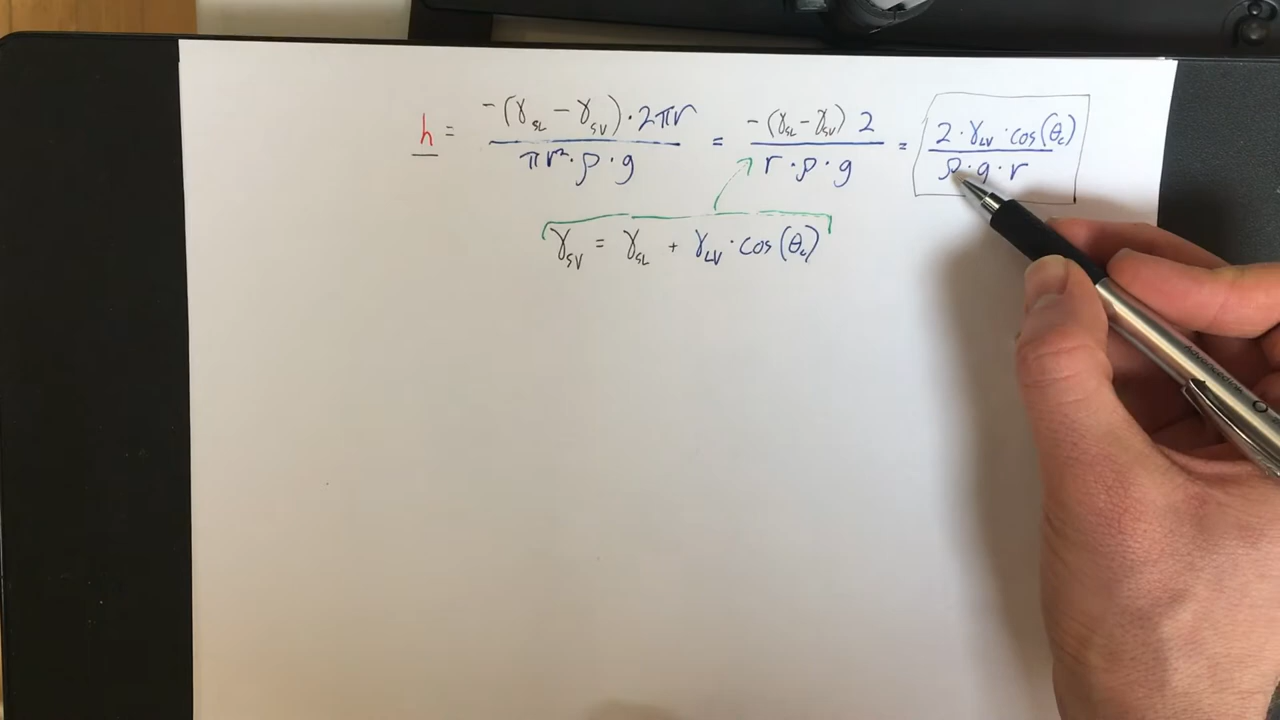 h = -(γ_SL - γ_SV)·2πr / πr²·ρ·g = -(γ_SL - γ_SV) 2 / r·ρ·g = 2·γ_LV·cos(θ_c) / ρ·g·r
γ_SV = γ_SL + γ_LV·cos(θ_c)